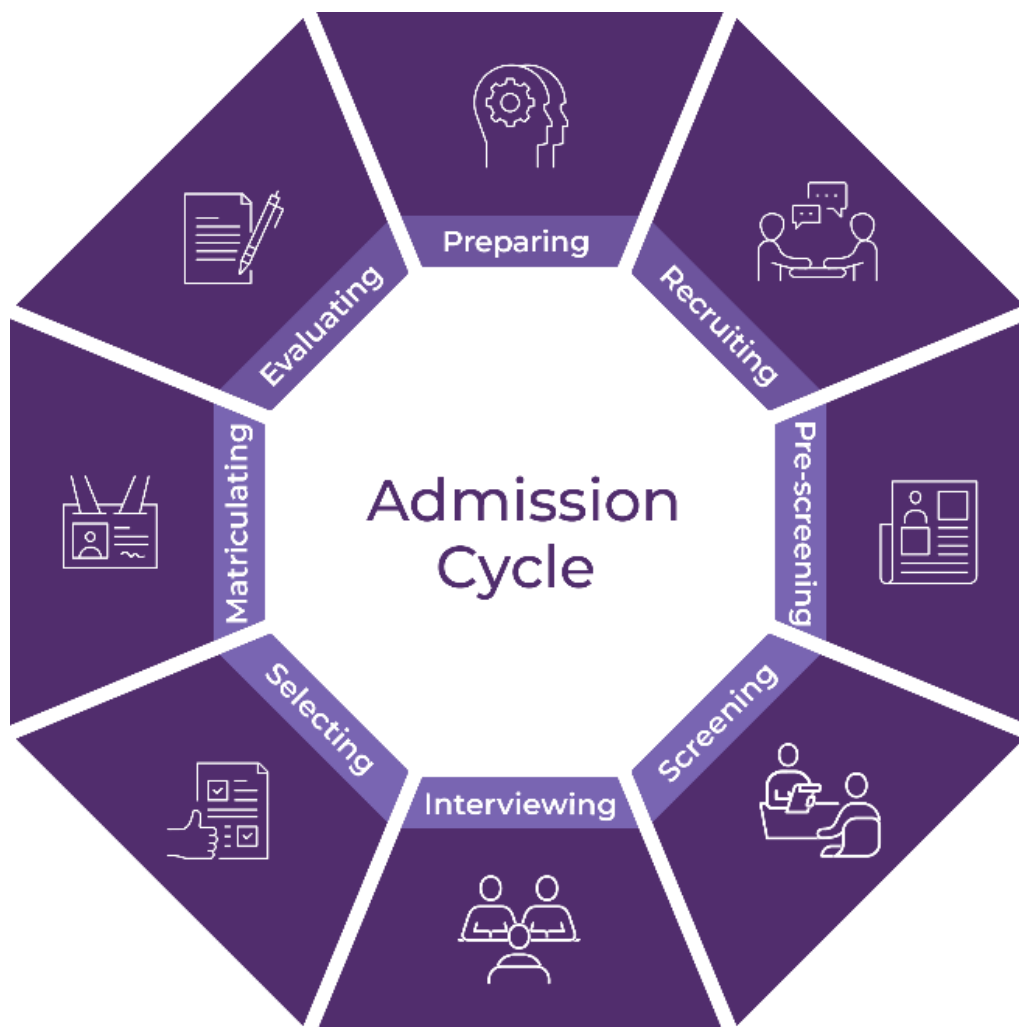 Admission
Cycle
Preparing
Recruiting
Pre-screening
Screening
Interviewing
Selecting
Matriculating
Evaluating